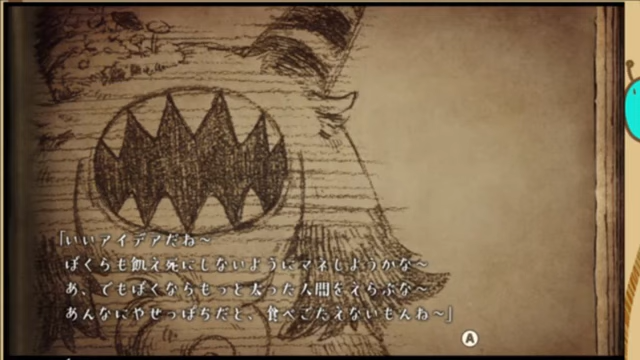 「いいアイデアだね～
ぼくらも飢え死にしないようにマネしようかな～
あ、でもぼくならもっと太った人間をえらぶな～
あんなにやせっぽちだと、食べごたえないもんね～」
A